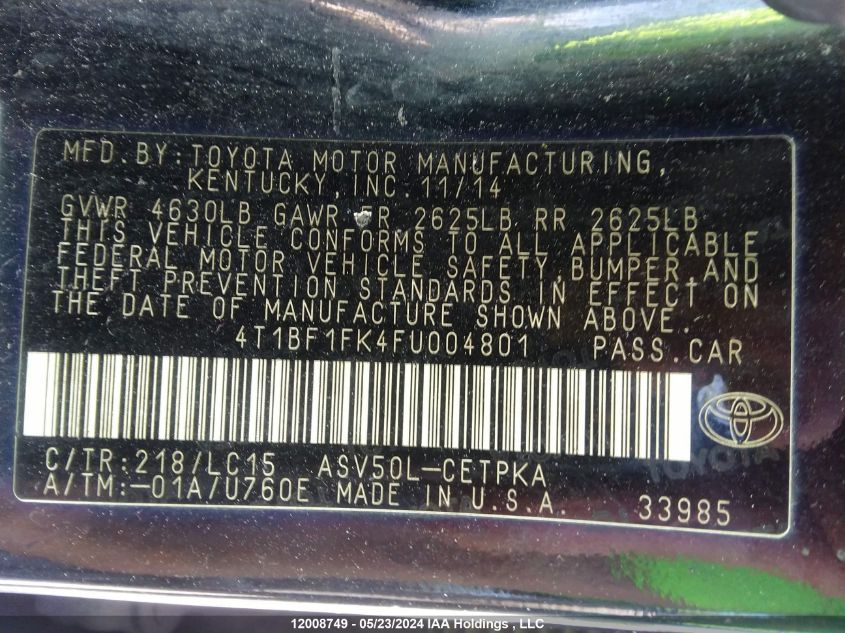 MFD.BY:TOYOTA MOTOR MANUFACTURING,
KENTUCKY,INC. 11/14
GVWR 4630LB GAWR FR 2625LB RR 2625LB
THIS VEHICLE CONFORMS TO ALL APPLICABLE
FEDERAL MOTOR VEHICLE SAFETY,BUMPER,AND
THEFT PREVENTION STANDARDS IN EFFECT ON
THE DATE OF MANUFACTURE SHOWN ABOVE.
4T1BF1FK4FU004801 PASS.CAR
C/TR:218/LC15 ASV50L-CETPKA
A/TM:-01A/U760E MADE IN U.S.A. 33985
12008749 - 05/23/2024 IAA Holdings, LLC